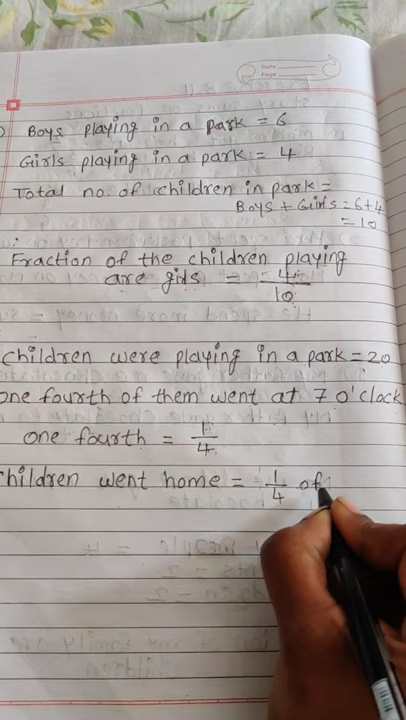 Date
Page
Boys playing in a park = 6
Girls playing in a park = 4
Total no. of children in park =
Boys + Girls = 6+4
= 10
Fraction of the children playing
are girls = 4/10
children were playing in a park = 20
one fourth of them went at 7 o'clock
one fourth = 1/4
children went home = 1/4 of